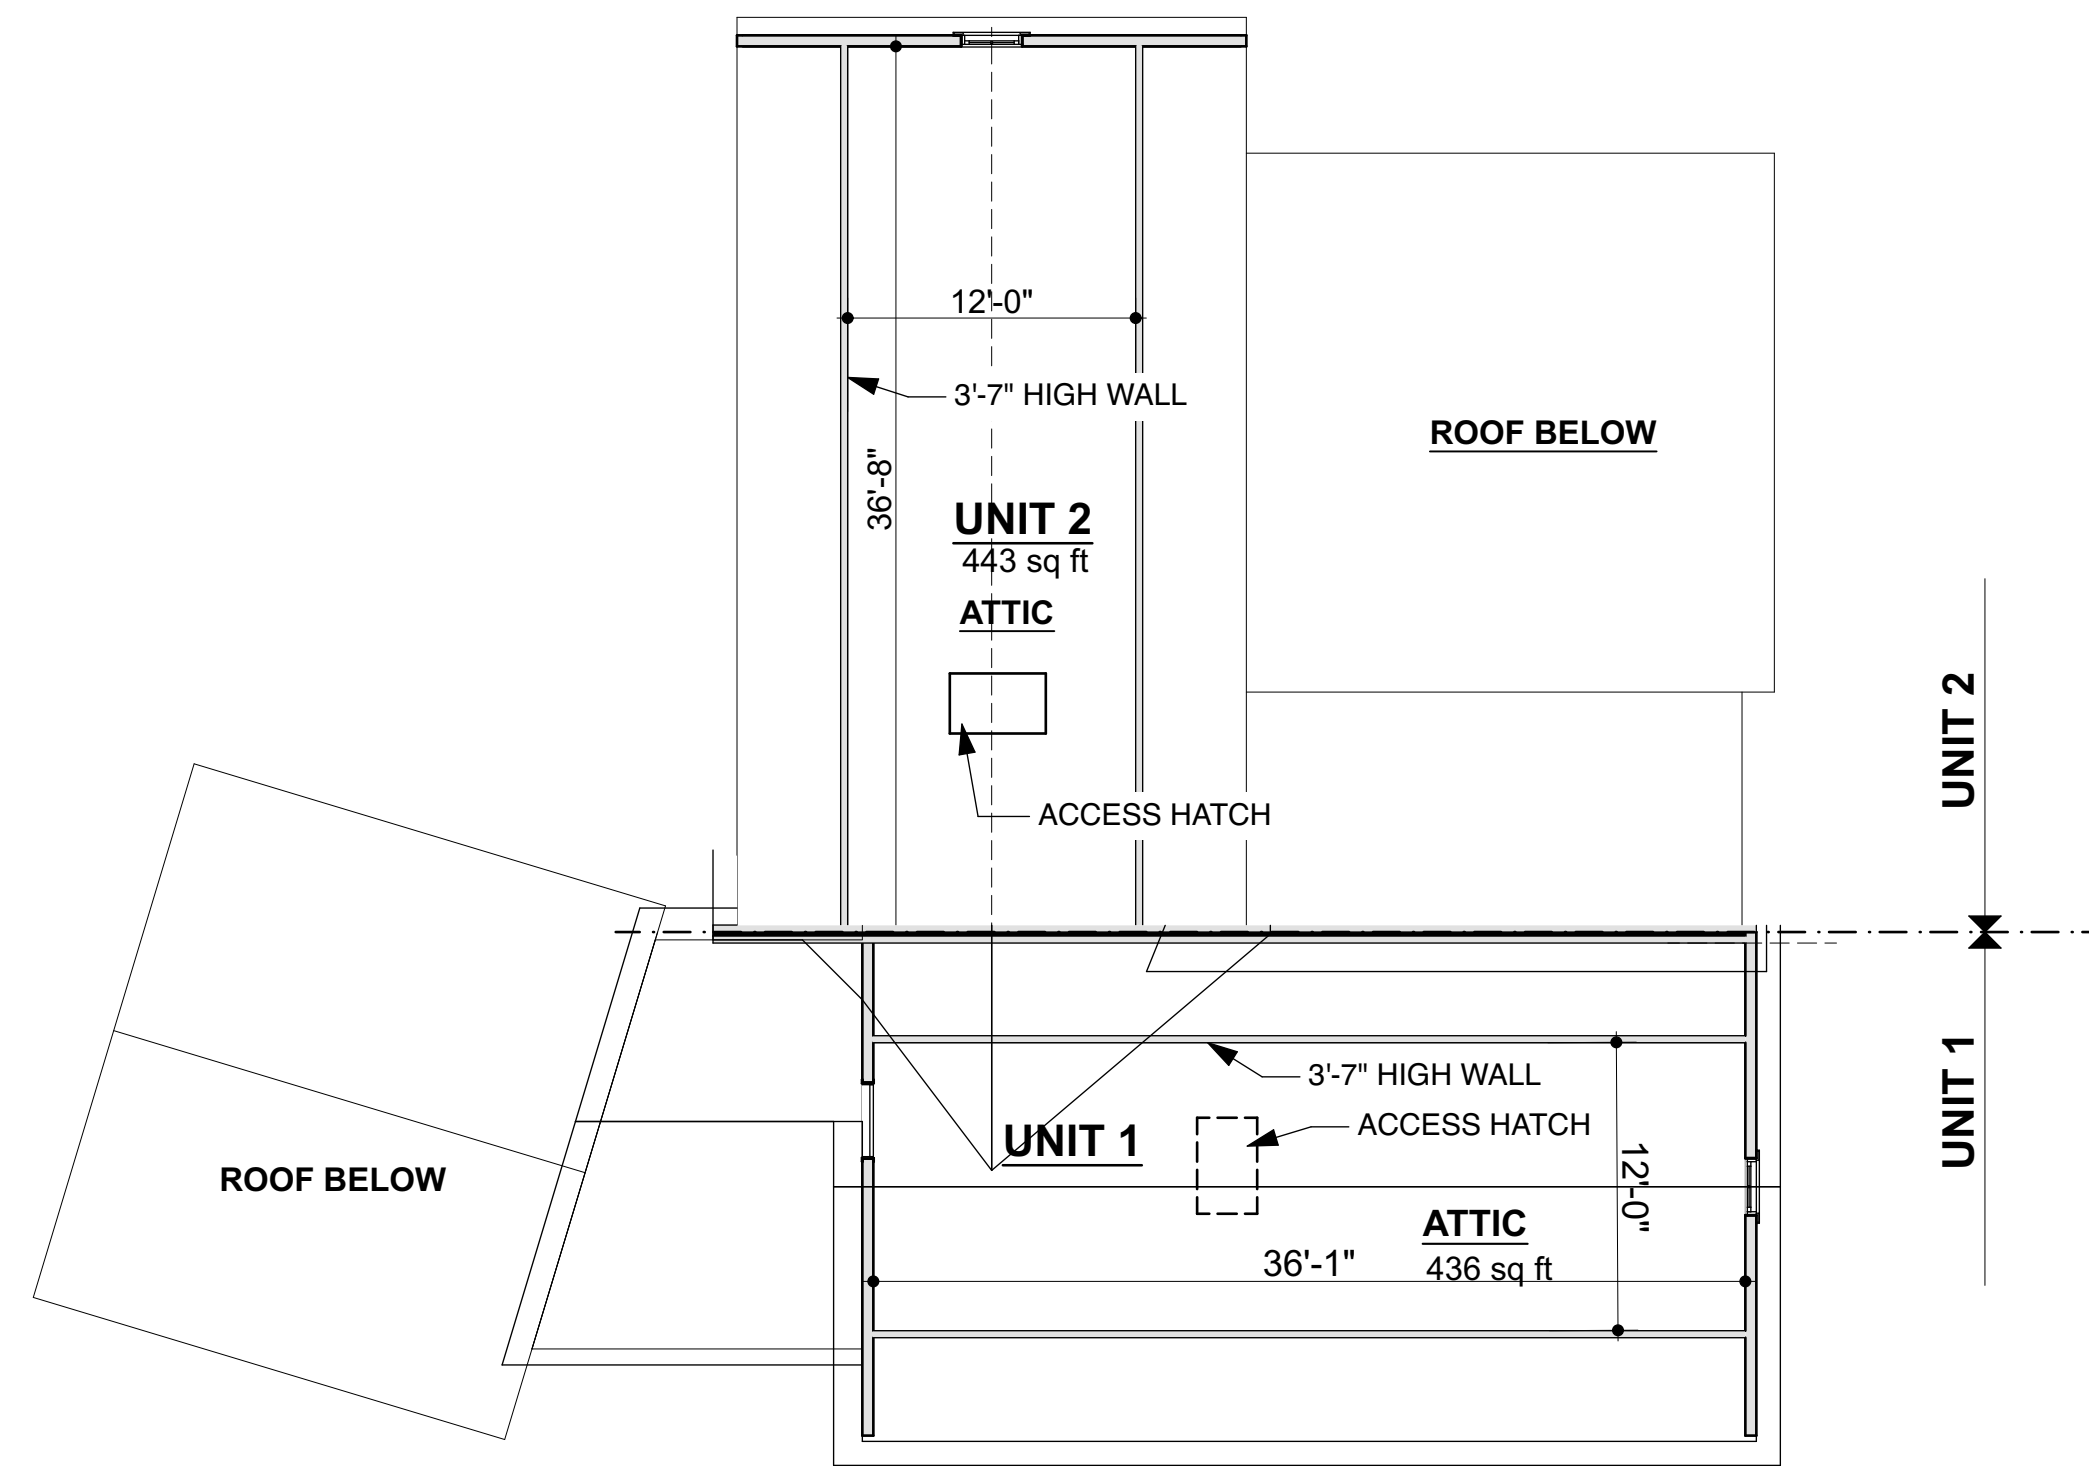 12'-0"
3'-7" HIGH WALL
ROOF BELOW
36'-8"
UNIT 2
443 sq ft
ATTIC
ACCESS HATCH
UNIT 2
UNIT 1
3'-7" HIGH WALL
ACCESS HATCH
UNIT 1
12'-0"
ROOF BELOW
ATTIC
36'-1"
436 sq ft